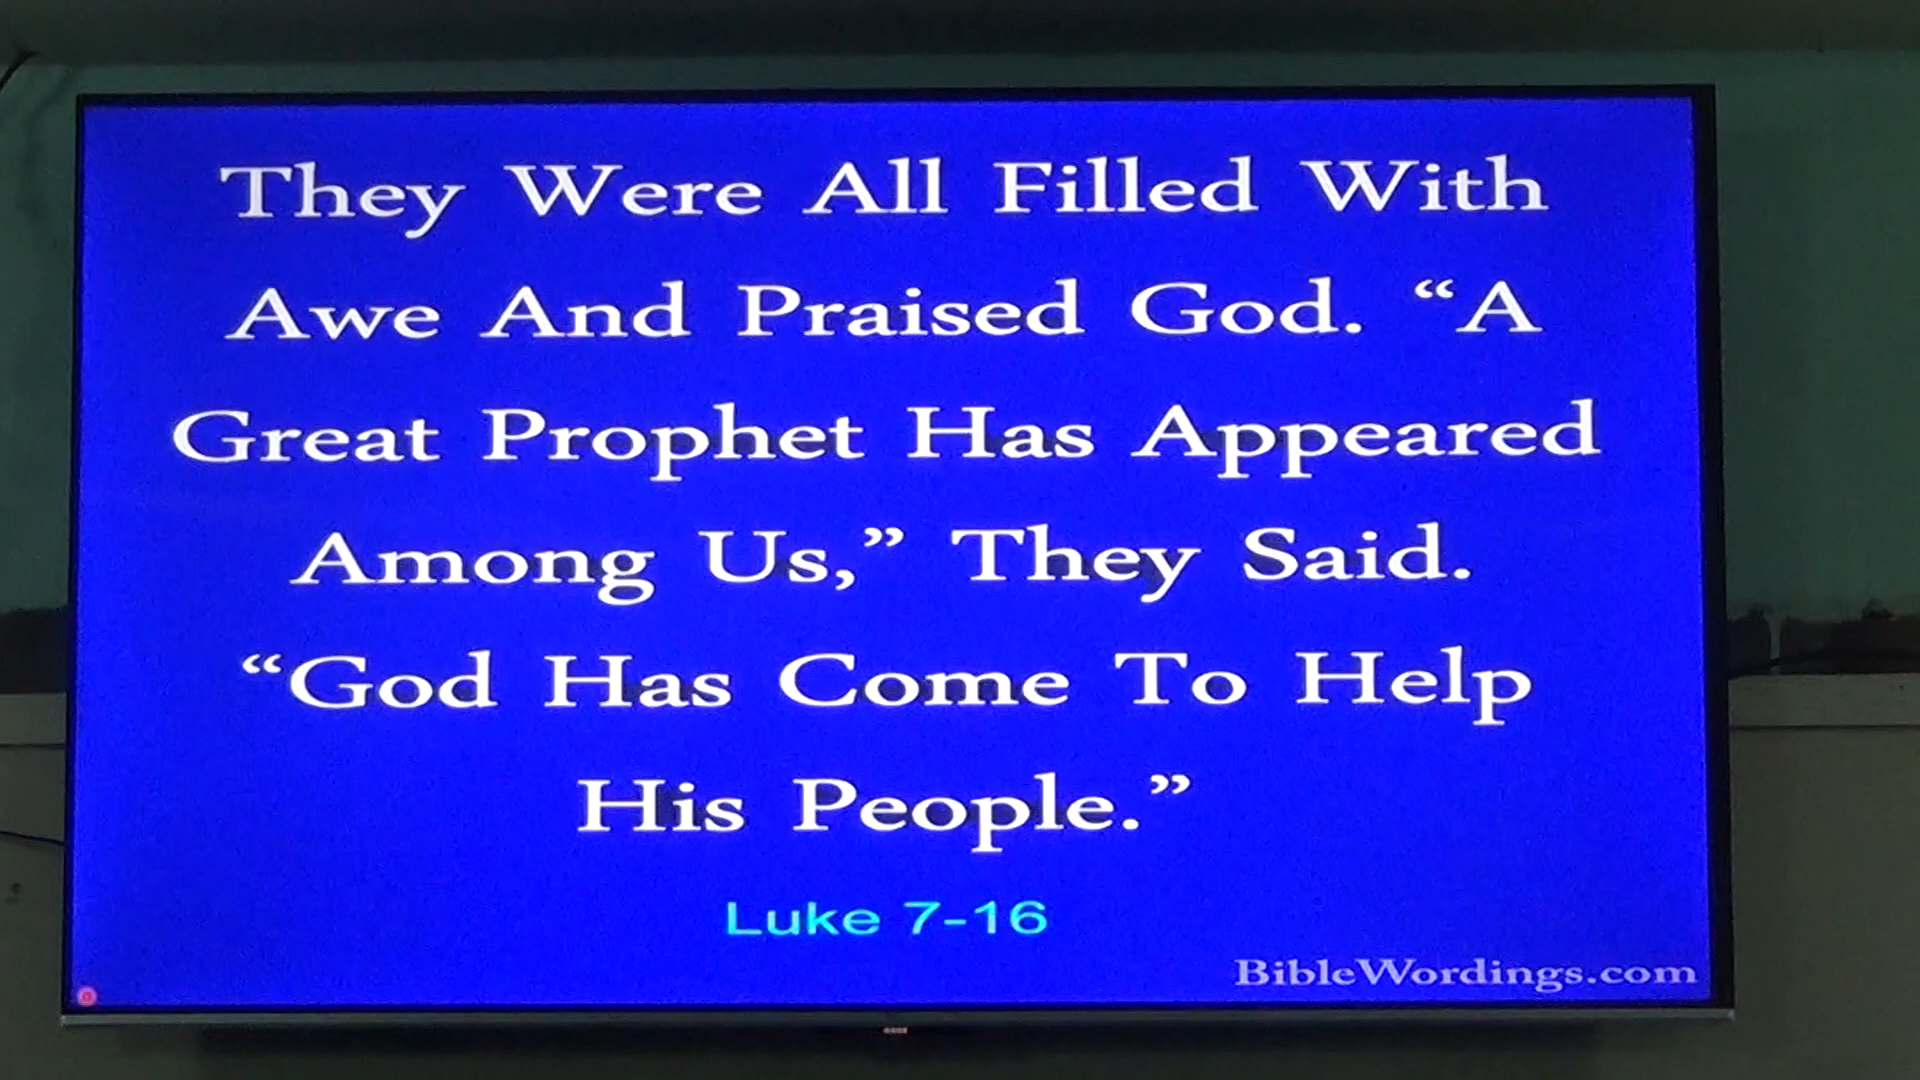 They Were All Filled With
Awe And Praised God. “A
Great Prophet Has Appeared
Among Us,” They Said.
“God Has Come To Help
His People.”
Luke 7-16
BibleWordings.com